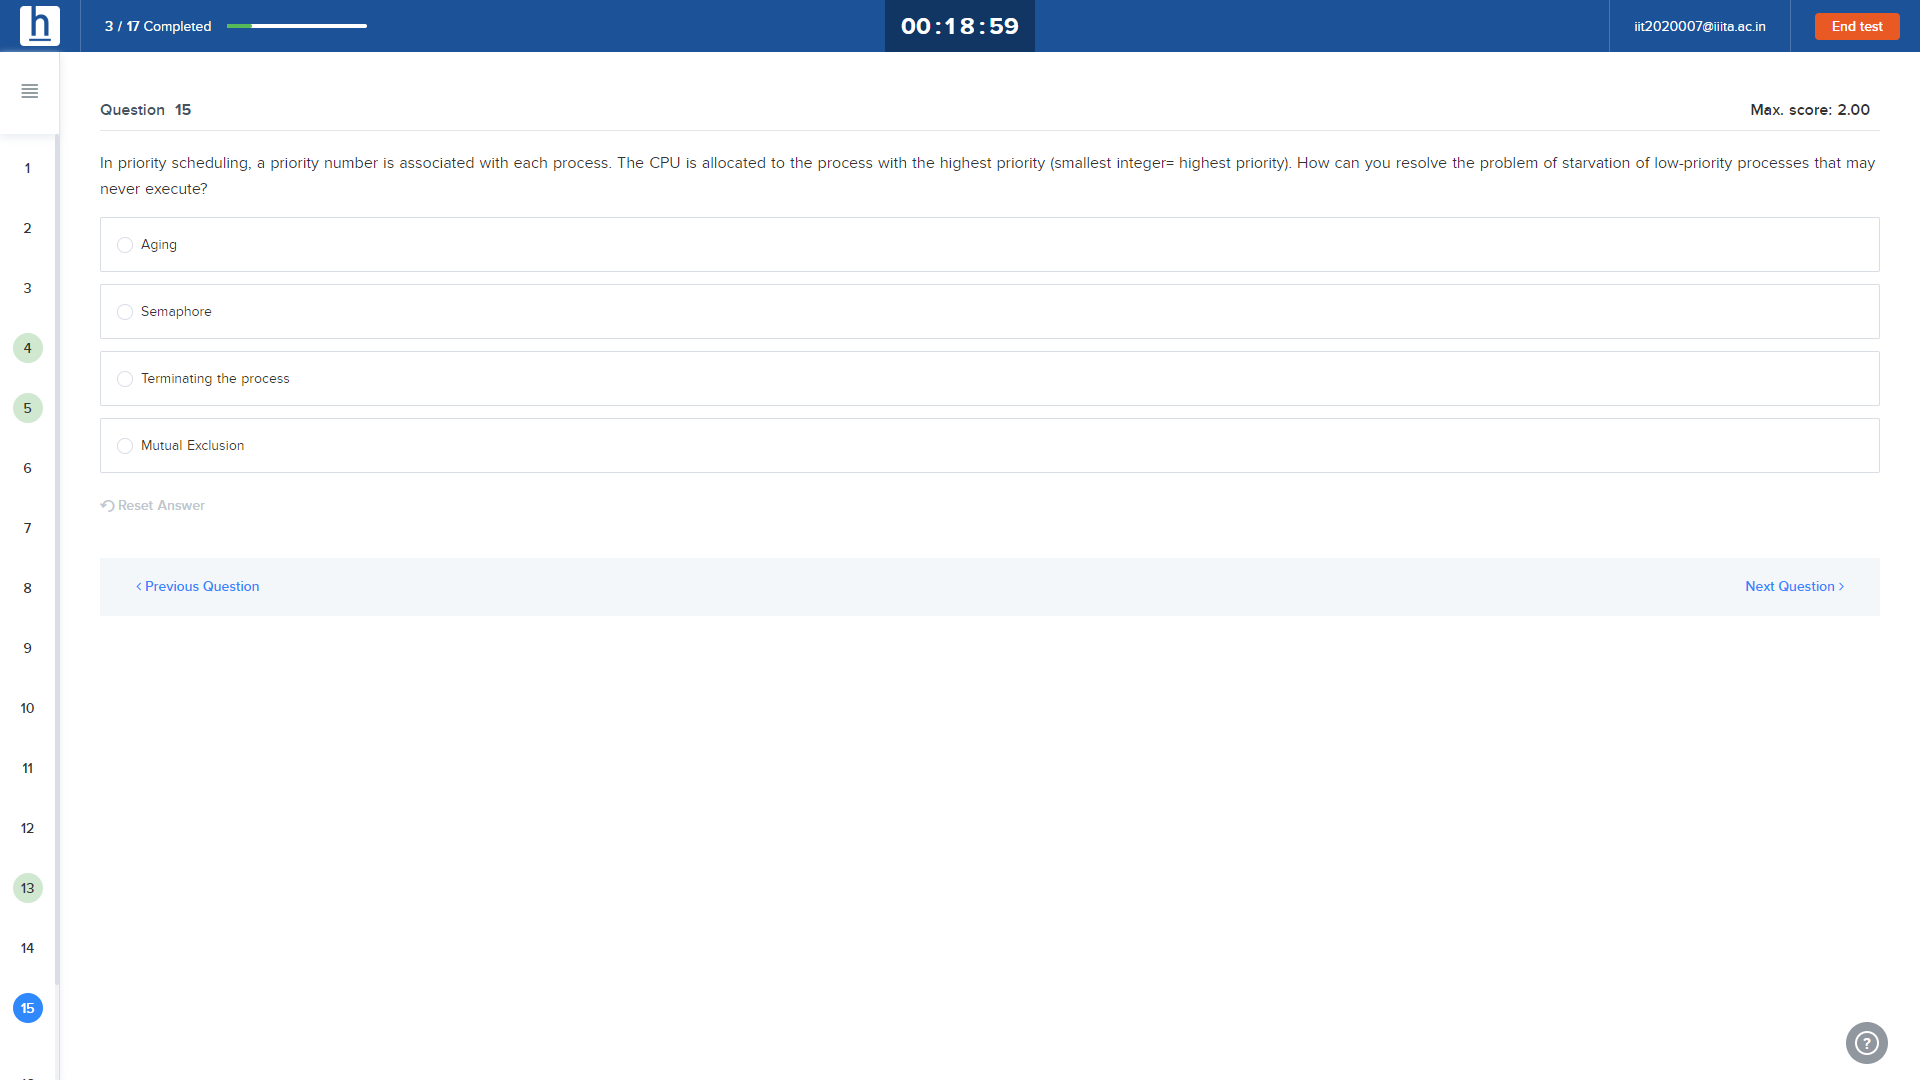 h
3 / 17 Completed
00:18:59
iit2020007@iiita.ac.in
End test
Question 15
Max. score: 2.00
In priority scheduling, a priority number is associated with each process. The CPU is allocated to the process with the highest priority (smallest integer= highest priority). How can you resolve the problem of starvation of low-priority processes that may
never execute?
Aging
Semaphore
Terminating the process
Mutual Exclusion
Reset Answer
< Previous Question
Next Question >
1
2
3
4
5
6
7
8
9
10
11
12
13
14
15
?